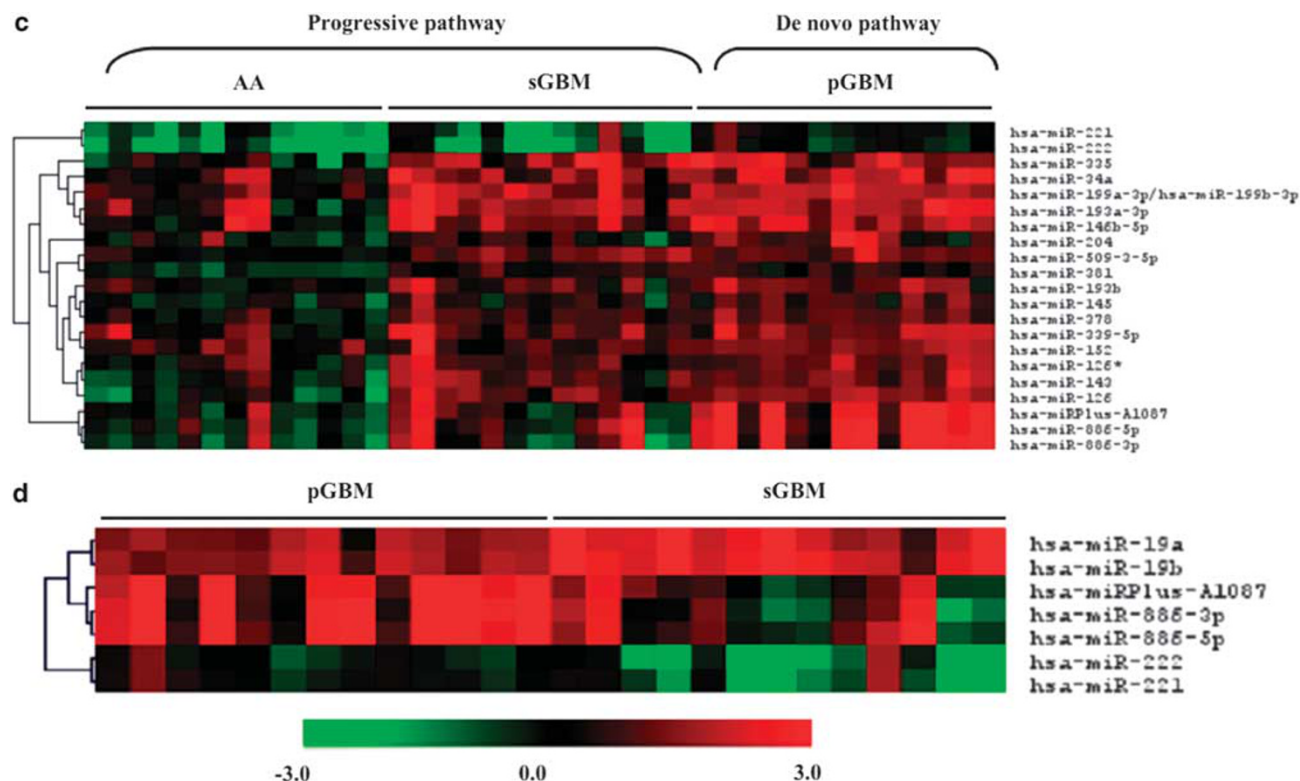 c
Progressive pathway
De novo pathway
AA
sGBM
pGBM
hsa-miR-221
hsa-miR-222
hsa-miR-335
hsa-miR-34a
hsa-miR-199a-3p/hsa-miR-199b-3p
hsa-miR-193a-3p
hsa-miR-146b-5p
hsa-miR-204
hsa-miR-509-3-5p
hsa-miR-381
hsa-miR-193b
hsa-miR-145
hsa-miR-378
hsa-miR-339-5p
hsa-miR-152
hsa-miR-126*
hsa-miR-143
hsa-miR-126
hsa-miRPlus-A1087
hsa-miR-886-5p
hsa-miR-886-3p
d
pGBM
sGBM
hsa-miR-19a
hsa-miR-19b
hsa-miRPlus-A1087
hsa-miR-886-3p
hsa-miR-886-5p
hsa-miR-222
hsa-miR-221
-3.0
0.0
3.0